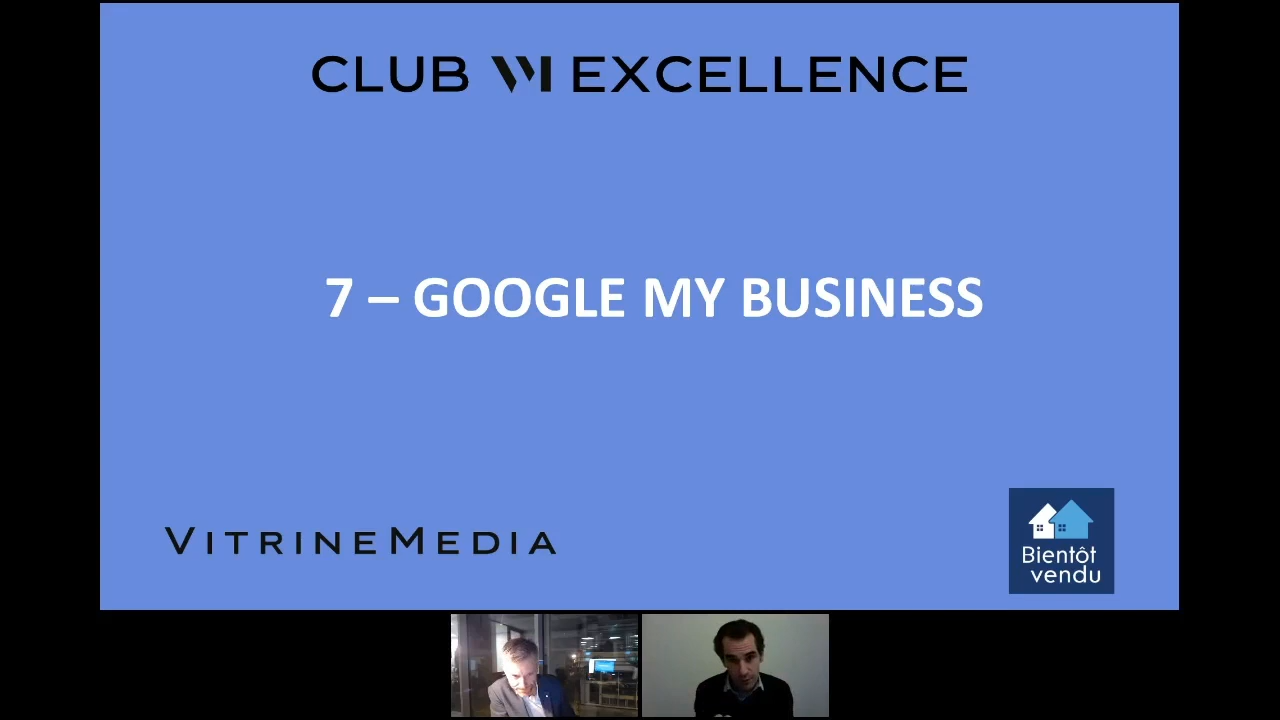 CLUB VM EXCELLENCE
7 – GOOGLE MY BUSINESS
VITRINEMEDIA
Bientôt
vendu